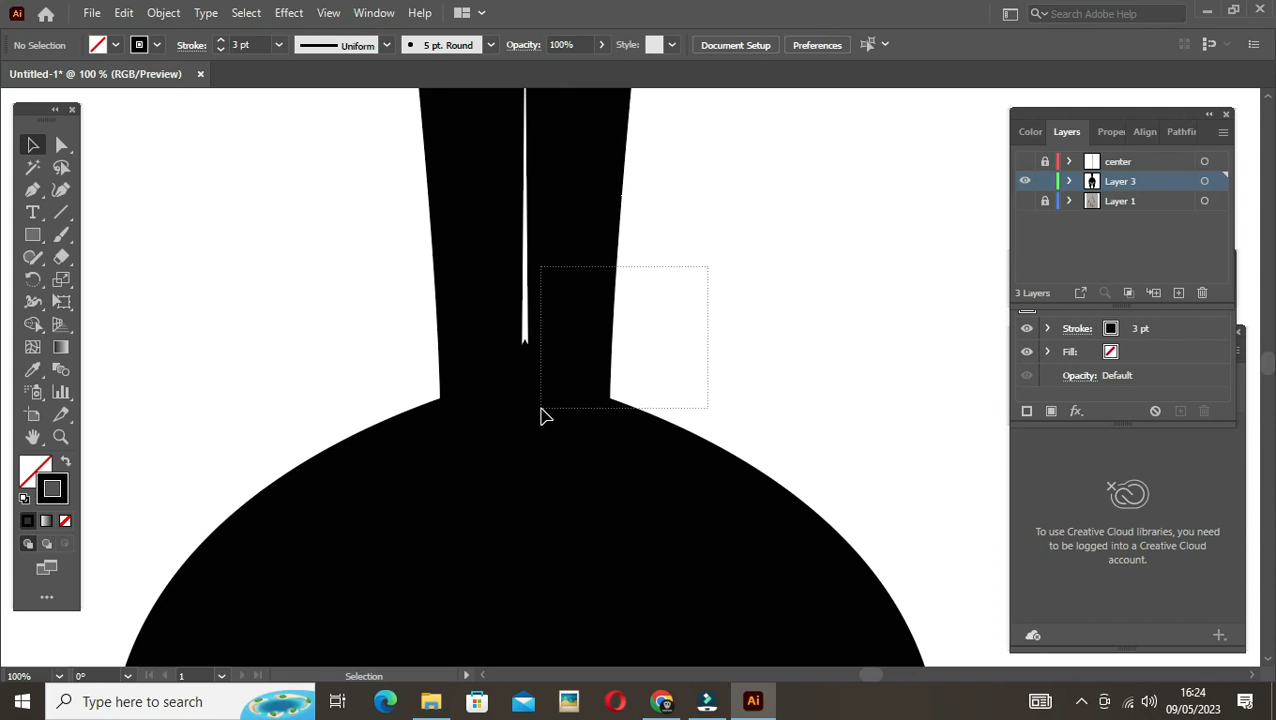 Ai File Edit Object Type Select Effect View Window Help Search Adobe Help
No Selection Stroke: 3 pt Uniform 5 pt. Round Opacity: 100% Style: Document Setup Preferences
Untitled-1* @ 100 % (RGB/Preview)
Color Layers Proper Align Pathfin
center
Layer 3
Layer 1
3 Layers
Stroke: 3 pt
Fill:
Opacity: Default
fx
To use Creative Cloud libraries, you need
to be logged into a Creative Cloud
account.
100% 0° 1 Selection
Type here to search Ai 16:24
09/05/2023